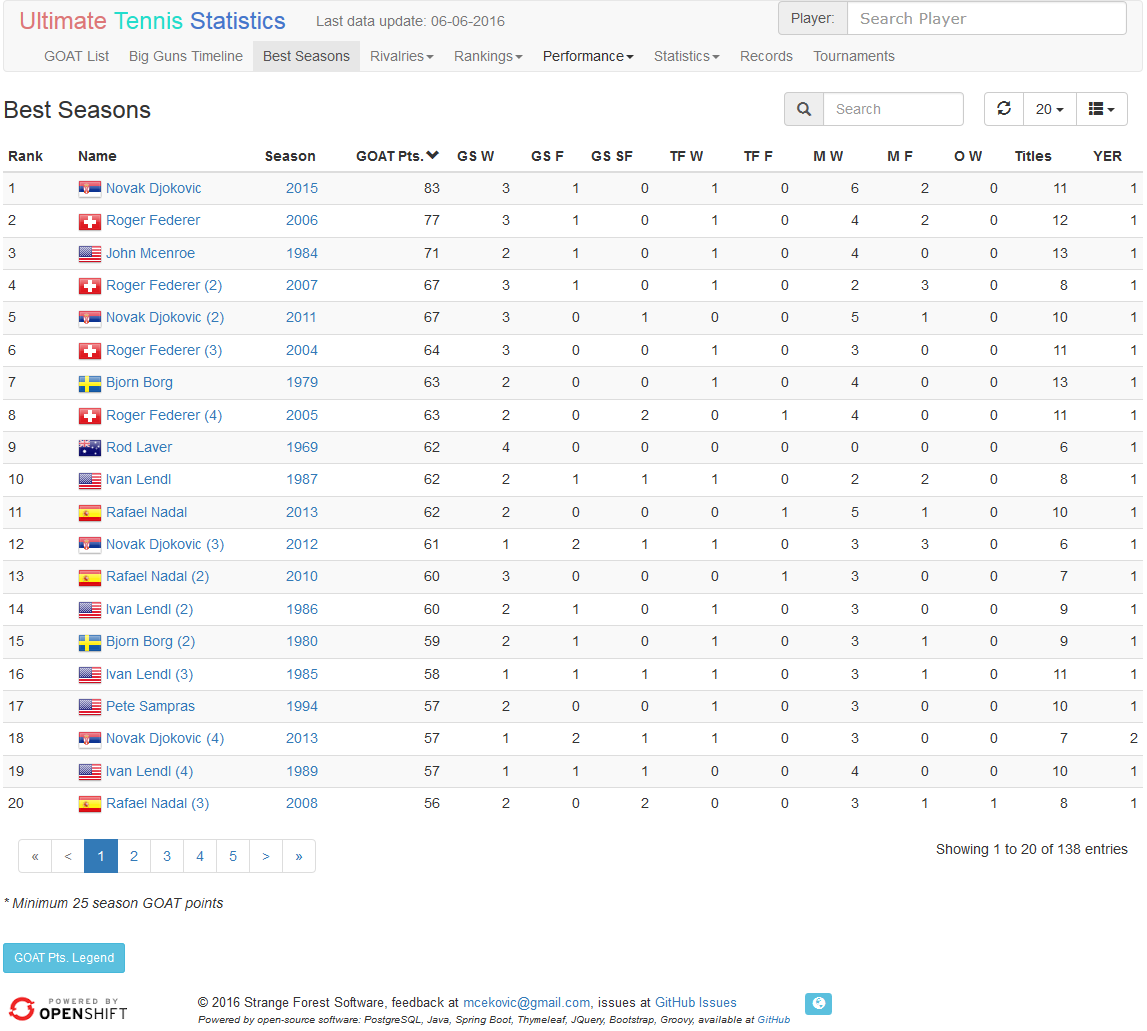 Ultimate Tennis Statistics Last data update: 06-06-2016 Player: Search Player
GOAT List Big Guns Timeline Best Seasons Rivalries Rankings Performance Statistics Records Tournaments
Best Seasons Search 20
Rank Name Season GOAT Pts. GS W GS F GS SF TF W TF F M W M F O W Titles YER
1 Novak Djokovic 2015 83 3 1 0 1 0 6 2 0 11 1
2 Roger Federer 2006 77 3 1 0 1 0 4 2 0 12 1
3 John Mcenroe 1984 71 2 1 0 1 0 4 0 0 13 1
4 Roger Federer (2) 2007 67 3 1 0 1 0 2 3 0 8 1
5 Novak Djokovic (2) 2011 67 3 0 1 0 0 5 1 0 10 1
6 Roger Federer (3) 2004 64 3 0 0 1 0 3 0 0 11 1
7 Bjorn Borg 1979 63 2 0 0 1 0 4 0 0 13 1
8 Roger Federer (4) 2005 63 2 0 2 0 1 4 0 0 11 1
9 Rod Laver 1969 62 4 0 0 0 0 0 0 0 6 1
10 Ivan Lendl 1987 62 2 1 1 1 0 2 2 0 8 1
11 Rafael Nadal 2013 62 2 0 0 0 1 5 1 0 10 1
12 Novak Djokovic (3) 2012 61 1 2 1 1 0 3 3 0 6 1
13 Rafael Nadal (2) 2010 60 3 0 0 0 1 3 0 0 7 1
14 Ivan Lendl (2) 1986 60 2 1 0 1 0 3 0 0 9 1
15 Bjorn Borg (2) 1980 59 2 1 0 1 0 3 1 0 9 1
16 Ivan Lendl (3) 1985 58 1 1 1 1 0 3 1 0 11 1
17 Pete Sampras 1994 57 2 0 0 1 0 3 0 0 10 1
18 Novak Djokovic (4) 2013 57 1 2 1 1 0 3 0 0 7 2
19 Ivan Lendl (4) 1989 57 1 1 1 0 0 4 0 0 10 1
20 Rafael Nadal (3) 2008 56 2 0 2 0 0 3 1 1 8 1
« < 1 2 3 4 5 > » Showing 1 to 20 of 138 entries
* Minimum 25 season GOAT points
GOAT Pts. Legend
POWERED BY
OPENSHIFT
© 2016 Strange Forest Software, feedback at mcekovic@gmail.com, issues at GitHub Issues
Powered by open-source software: PostgreSQL, Java, Spring Boot, Thymeleaf, JQuery, Bootstrap, Groovy, available at GitHub